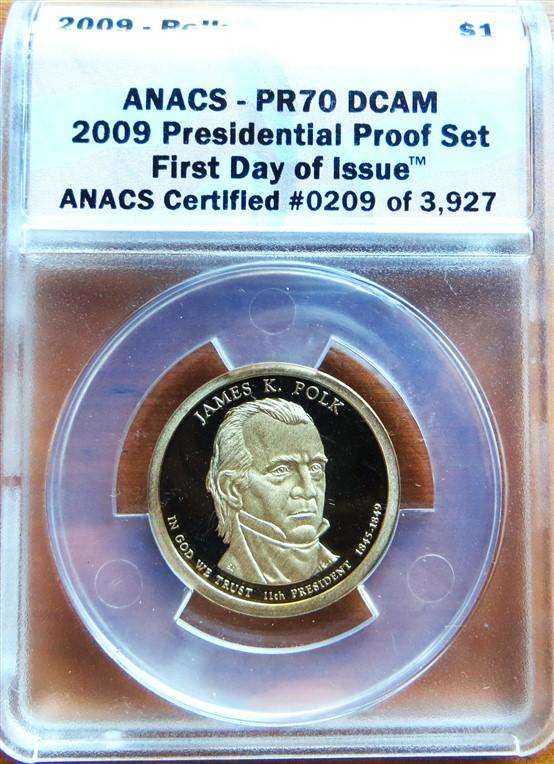 2009 - Polk $1
ANACS - PR70 DCAM
2009 Presidential Proof Set
First Day of Issue™
ANACS Certified #0209 of 3,927
JAMES K. POLK
IN GOD WE TRUST 11th PRESIDENT 1845-1849